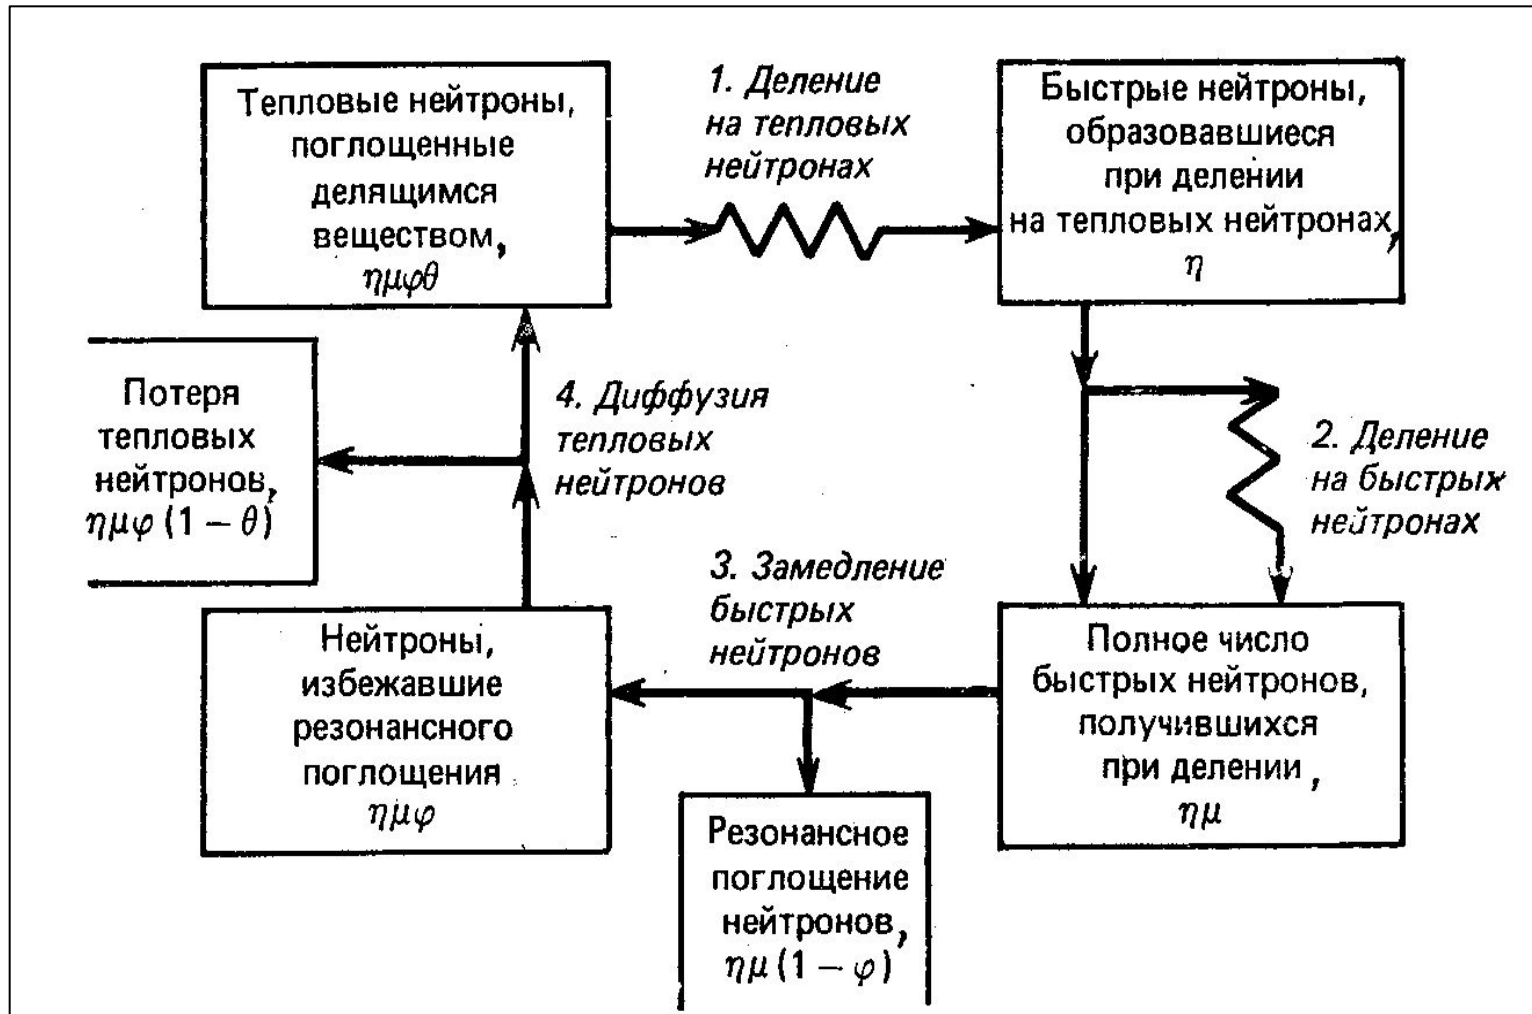 Тепловые нейтроны,
поглощенные
делящимся
веществом,
ημφθ
1. Деление
на тепловых
нейтронах
Быстрые нейтроны,
образовавшиеся
при делении
на тепловых нейтронах,
η
Потеря
тепловых
нейтронов,
ημφ (1 − θ)
4. Диффузия
тепловых
нейтронов
2. Деление
на быстрых
нейтронах
3. Замедление
быстрых
нейтронов
Нейтроны,
избежавшие
резонансного
поглощения
ημφ
Полное число
быстрых нейтронов,
получившихся
при делении,
ημ
Резонансное
поглощение
нейтронов,
ημ (1 − φ)